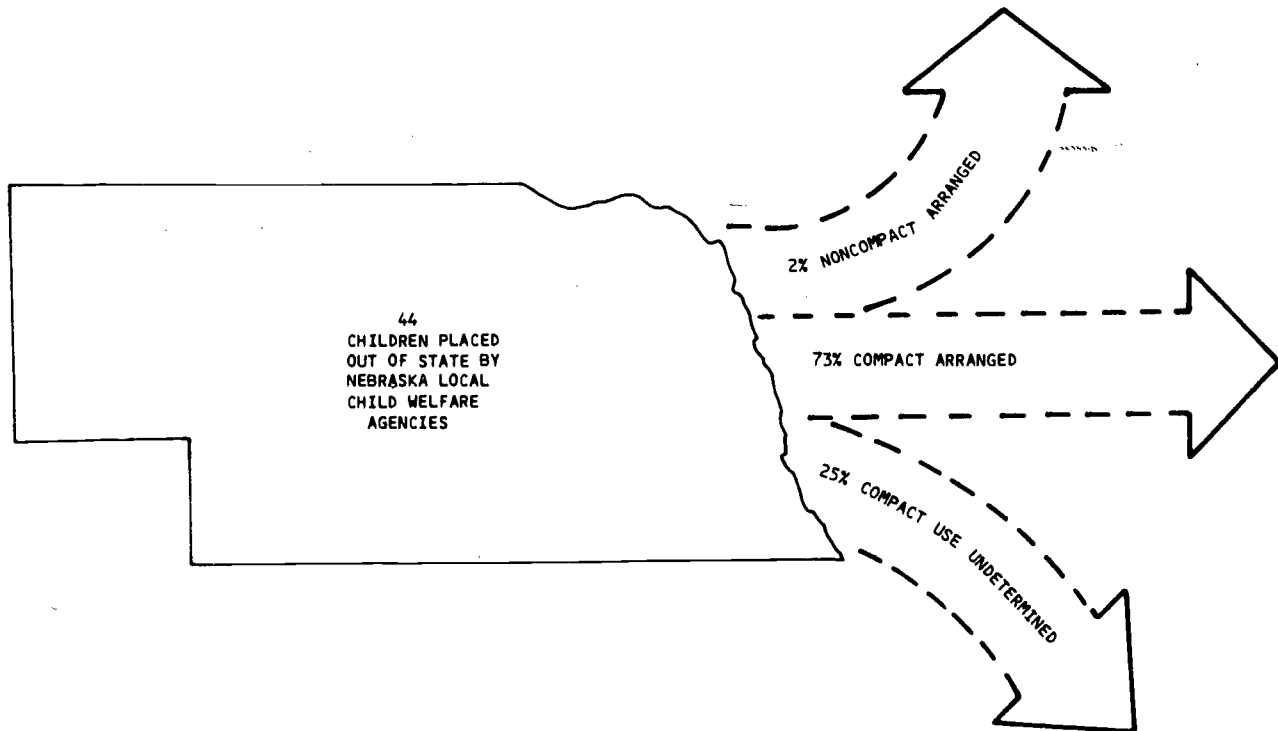 2% NONCOMPACT ARRANGED
44
CHILDREN PLACED
OUT OF STATE BY
NEBRASKA LOCAL
CHILD WELFARE
AGENCIES
73% COMPACT ARRANGED
25% COMPACT USE UNDETERMINED